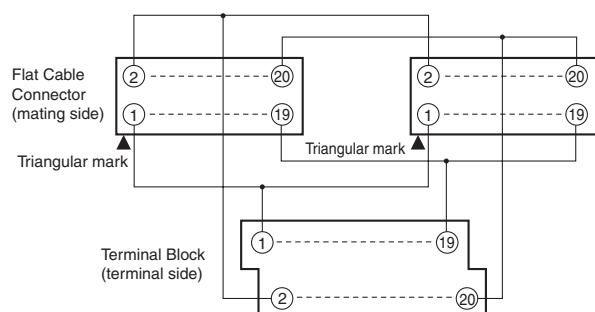 2 20 2 20
Flat Cable
Connector
(mating side)
1 19 1 19
Triangular mark Triangular mark
1 19
Terminal Block
(terminal side)
2 20